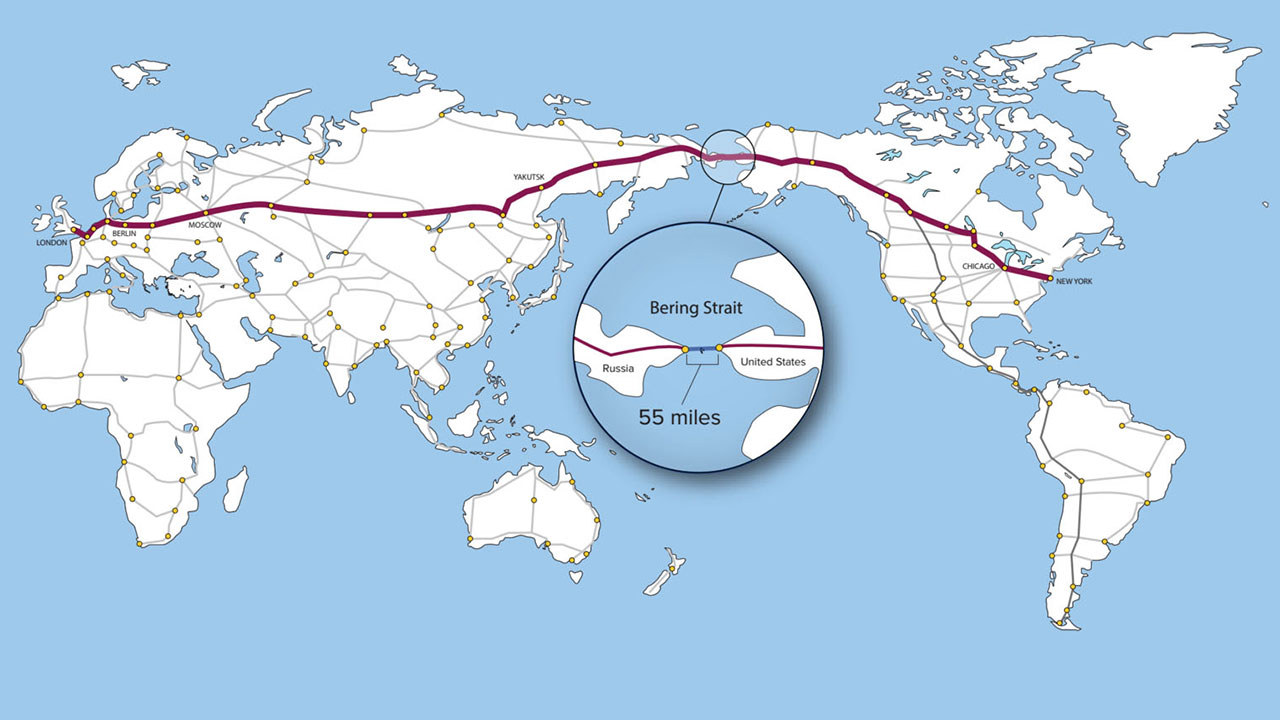 YAKUTSK
MOSCOW
BERLIN
LONDON
CHICAGO
NEW YORK
Bering Strait
Russia
United States
55 miles